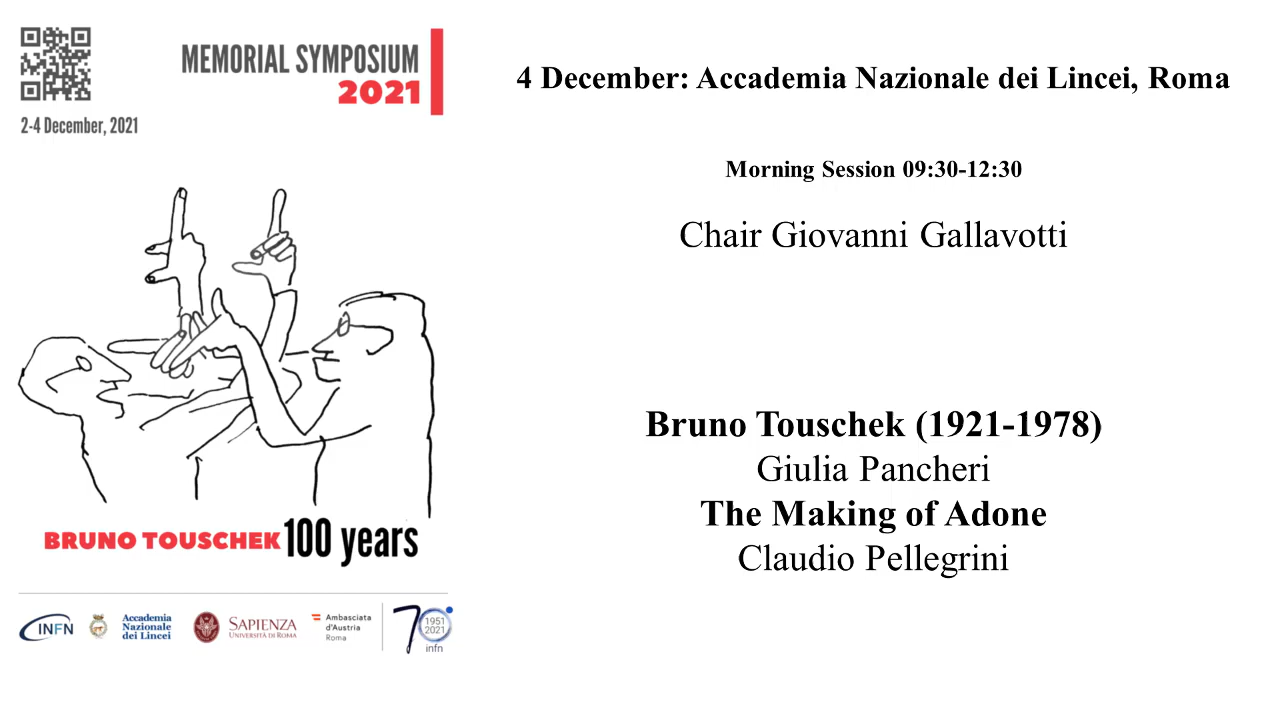 MEMORIAL SYMPOSIUM
2021
2-4 December, 2021
BRUNO TOUSCHEK 100 years
INFN
Accademia
Nazionale
dei Lincei
SAPIENZA
UNIVERSITÀ DI ROMA
Ambasciata
d'Austria
Roma
70
1951
2021
infn
4 December: Accademia Nazionale dei Lincei, Roma
Morning Session 09:30-12:30
Chair Giovanni Gallavotti
Bruno Touschek (1921-1978)
Giulia Pancheri
The Making of Adone
Claudio Pellegrini